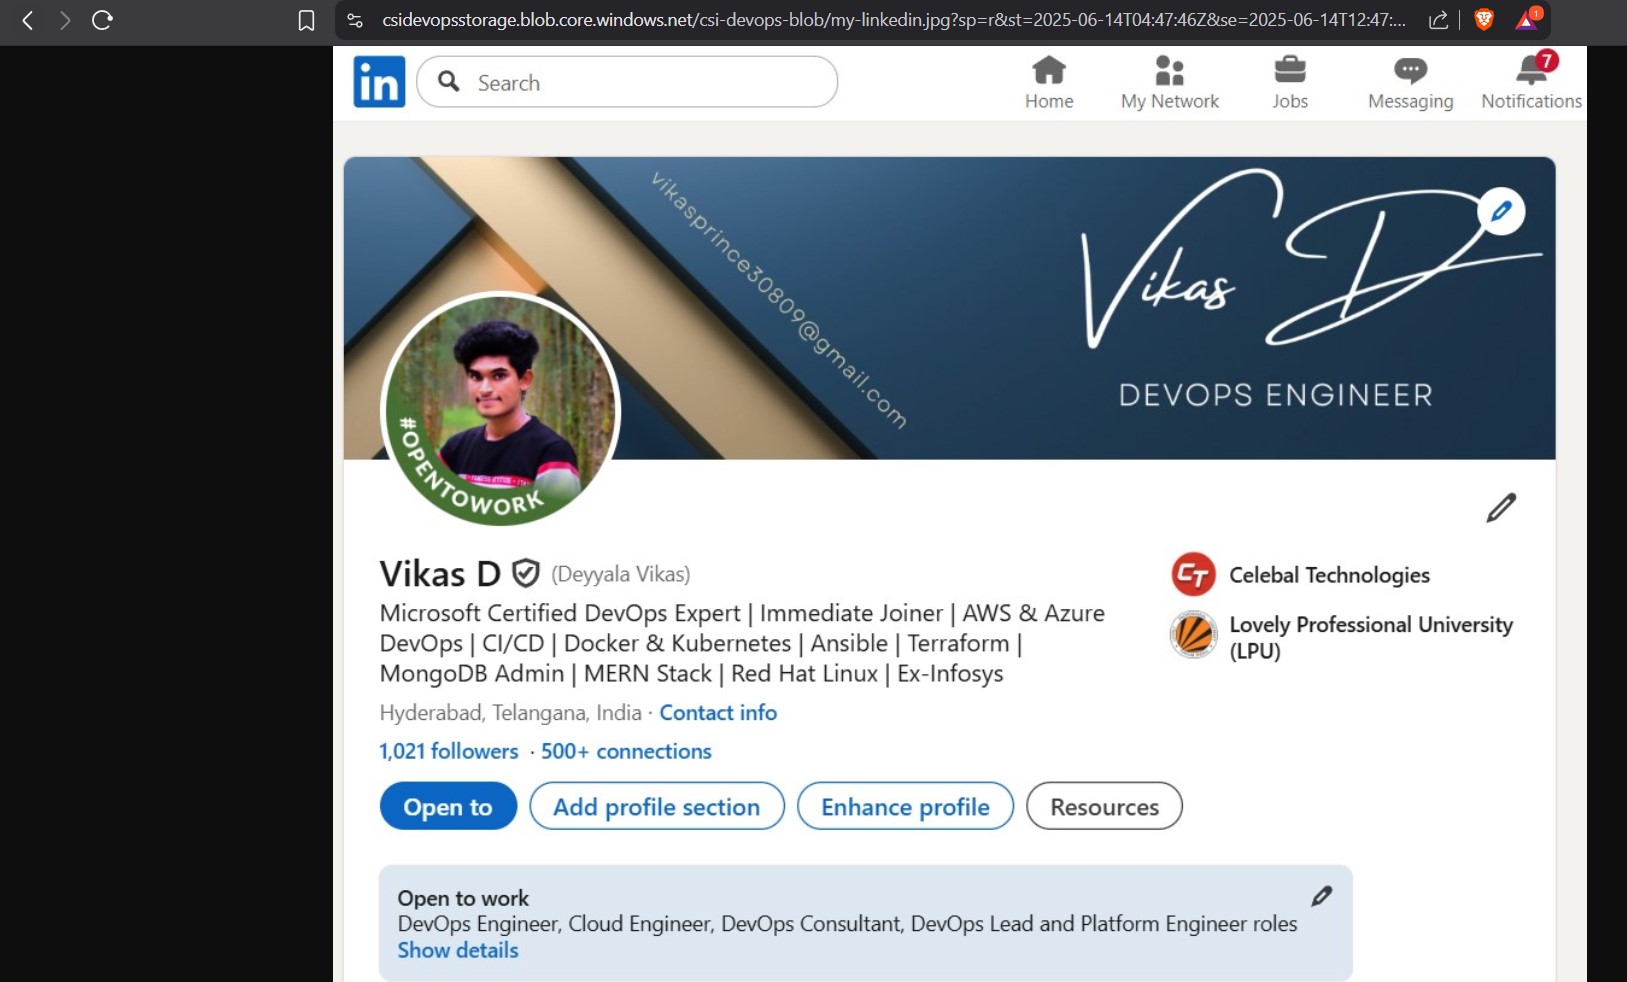 csidevopsstorage.blob.core.windows.net/csi-devops-blob/my-linkedin.jpg?sp=r&st=2025-06-14T04:47:46Z&se=2025-06-14T12:47:...
1
in
Search
Home
My Network
Jobs
Messaging
7
Notifications
vikasprince30809@gmail.com
Vikas D
DEVOPS ENGINEER
#OPENTOWORK
Vikas D (Deyyala Vikas)
Microsoft Certified DevOps Expert | Immediate Joiner | AWS & Azure
DevOps | CI/CD | Docker & Kubernetes | Ansible | Terraform |
MongoDB Admin | MERN Stack | Red Hat Linux | Ex-Infosys
Hyderabad, Telangana, India · Contact info
1,021 followers · 500+ connections
CT
Celebal Technologies
Lovely Professional University
(LPU)
Open to
Add profile section
Enhance profile
Resources
Open to work
DevOps Engineer, Cloud Engineer, DevOps Consultant, DevOps Lead and Platform Engineer roles
Show details